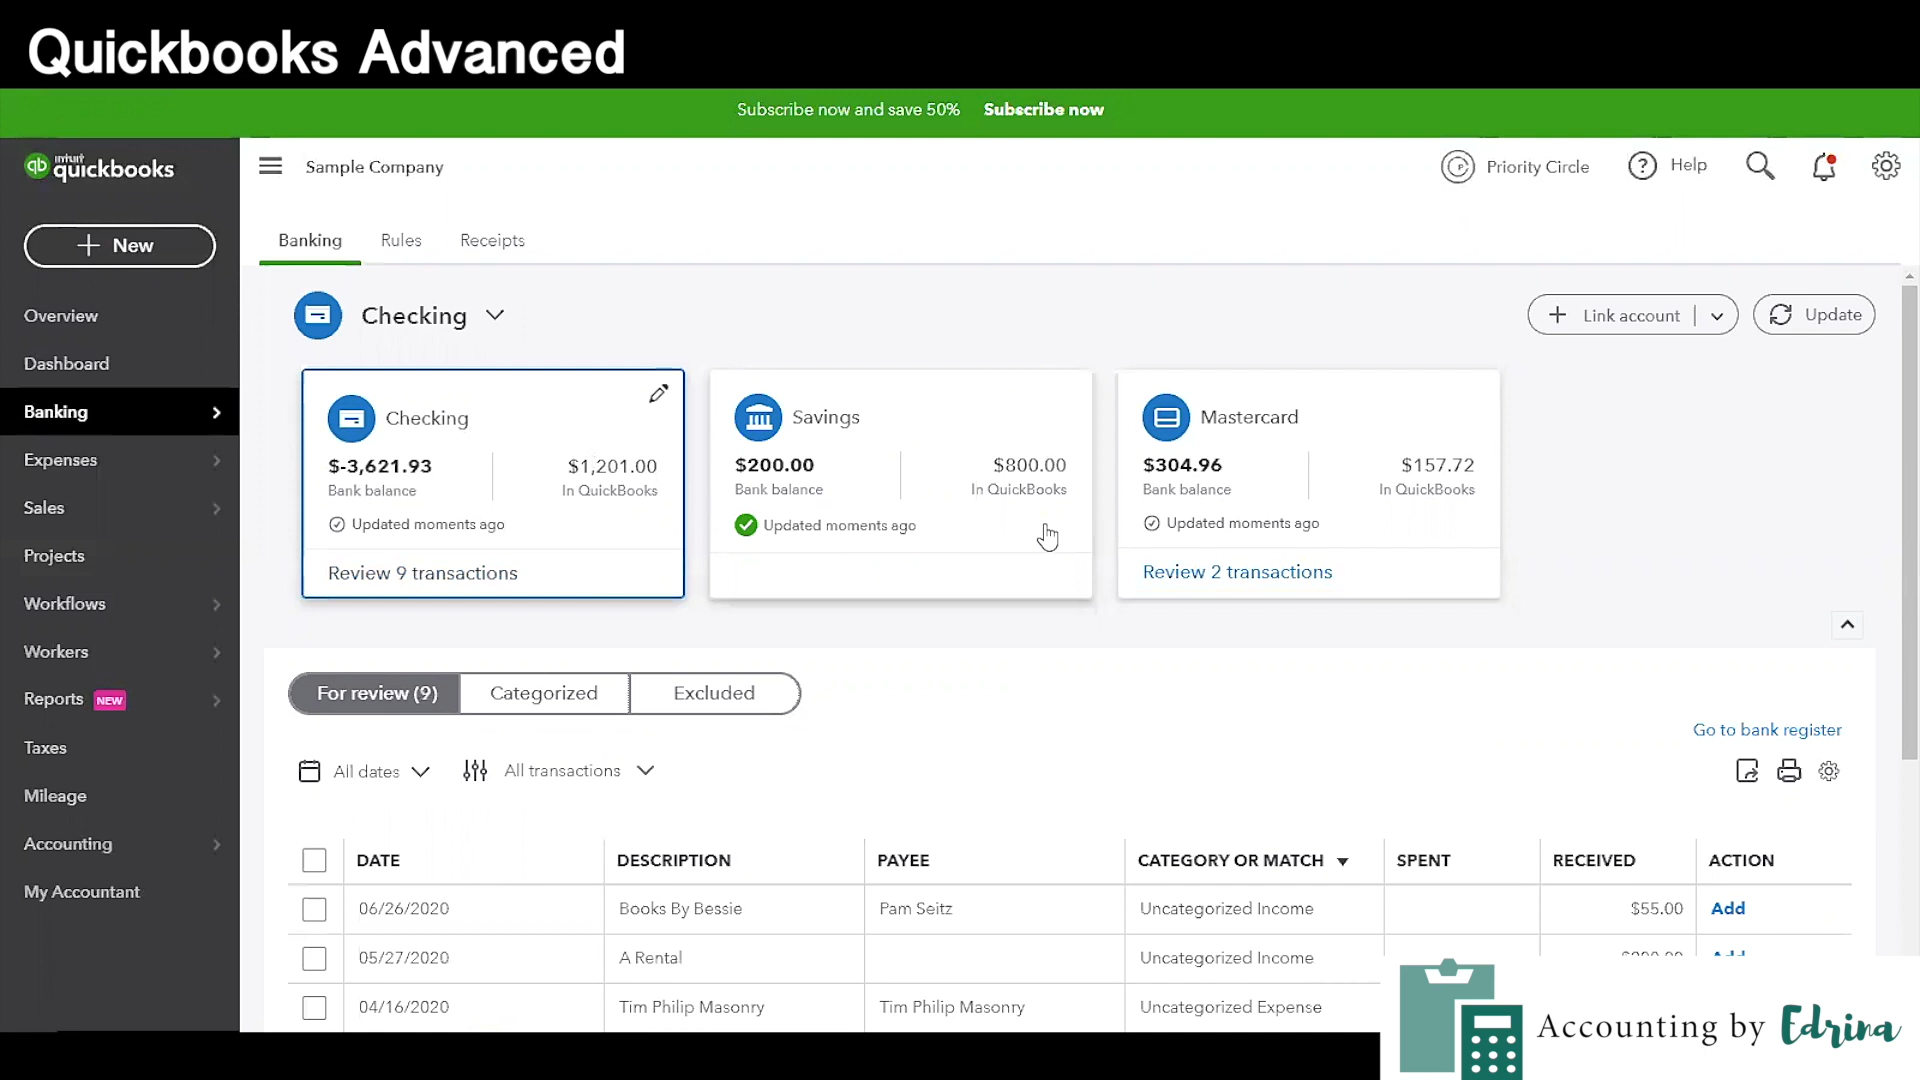 Quickbooks Advanced
Subscribe now and save 50% Subscribe now
intuit
quickbooks
Sample Company
Priority Circle
Help
New
Banking Rules Receipts
Overview
Dashboard
Banking
Expenses
Sales
Projects
Workflows
Workers
Reports NEW
Taxes
Mileage
Accounting
My Accountant
Checking
Link account
Update
Checking
$-3,621.93 $1,201.00
Bank balance In QuickBooks
Updated moments ago
Review 9 transactions
Savings
$200.00 $800.00
Bank balance In QuickBooks
Updated moments ago
Mastercard
$304.96 $157.72
Bank balance In QuickBooks
Updated moments ago
Review 2 transactions
For review (9) Categorized Excluded
Go to bank register
All dates All transactions
DATE DESCRIPTION PAYEE CATEGORY OR MATCH SPENT RECEIVED ACTION
06/26/2020 Books By Bessie Pam Seitz Uncategorized Income $55.00 Add
05/27/2020 A Rental Uncategorized Income
04/16/2020 Tim Philip Masonry Tim Philip Masonry Uncategorized Expense
Accounting by Edrina